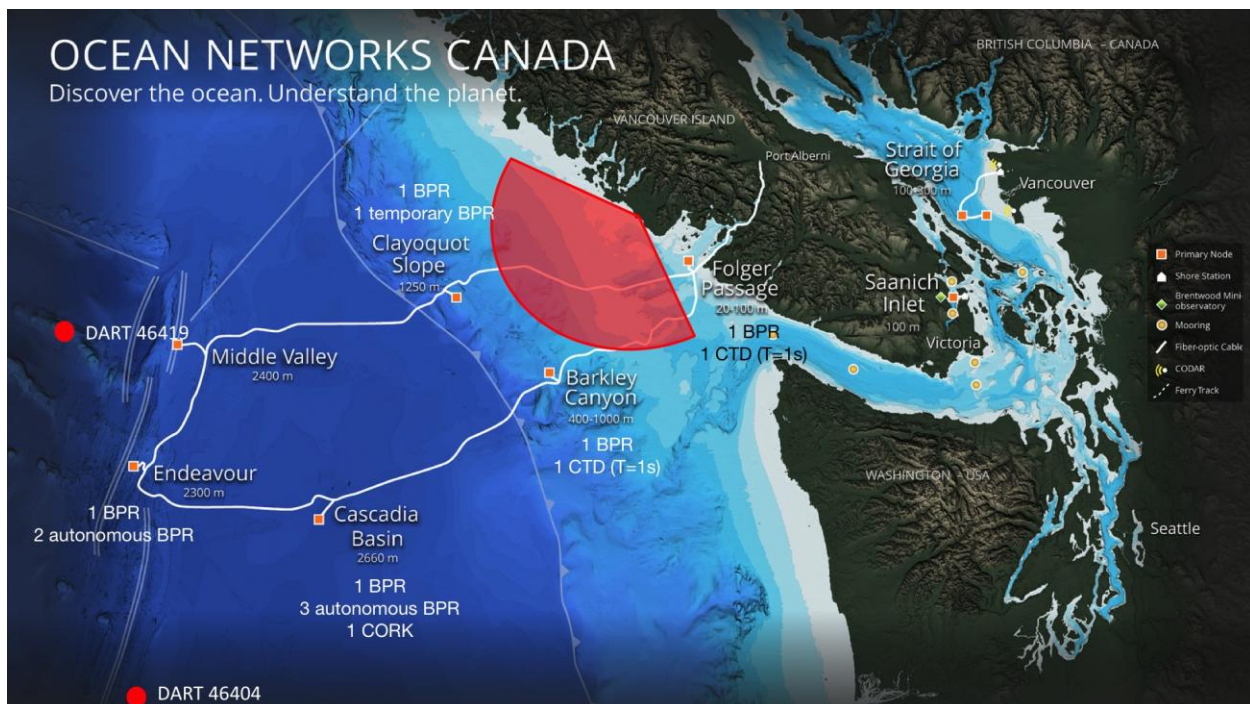 OCEAN NETWORKS CANADA
Discover the ocean. Understand the planet.
BRITISH COLUMBIA - CANADA
VANCOUVER ISLAND
Port Alberni
Strait of
Georgia
100-300 m
Vancouver
1 BPR
1 temporary BPR
Clayoquot
Slope
1250 m
Folger
Passage
20-100 m
1 BPR
1 CTD (T=1s)
Saanich
Inlet
100 m
Victoria
Primary Node
Shore Station
Brentwood Mini
observatory
Mooring
Fiber-optic Cable
CODAR
Ferry Track
DART 46419
Middle Valley
2400 m
Barkley
Canyon
400-1000 m
1 BPR
1 CTD (T=1s)
Endeavour
2300 m
1 BPR
2 autonomous BPR
Cascadia
Basin
2660 m
1 BPR
3 autonomous BPR
1 CORK
WASHINGTON - USA
Seattle
DART 46404